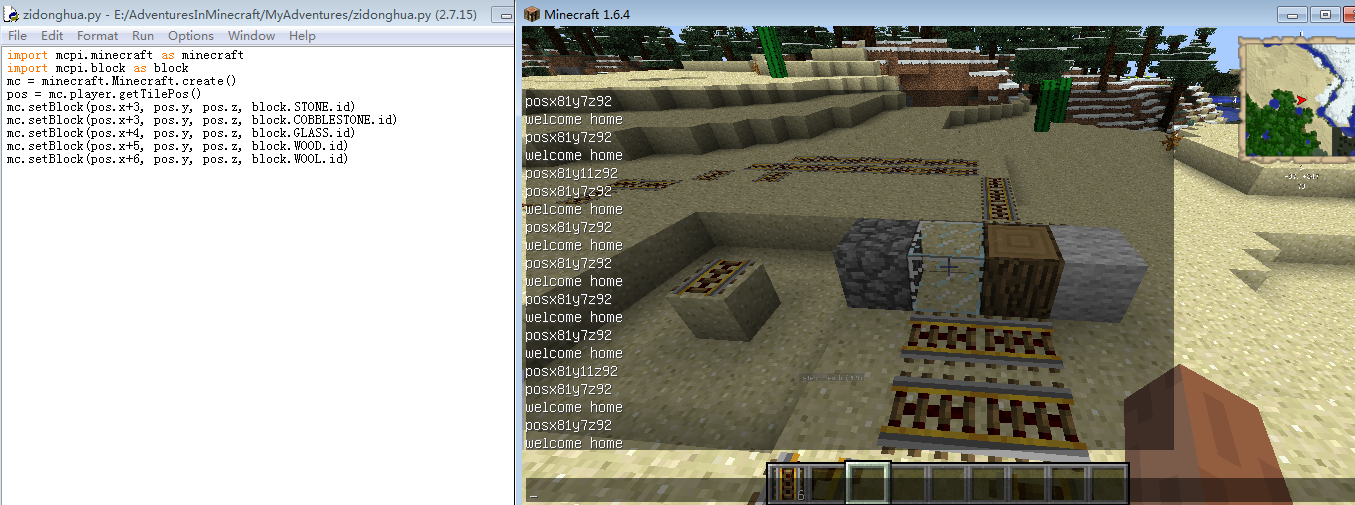 zidonghua.py - E:/AdventuresInMinecraft/MyAdventures/zidonghua.py (2.7.15)
File Edit Format Run Options Window Help
import mcpi.minecraft as minecraft
import mcpi.block as block
mc = minecraft.Minecraft.create()
pos = mc.player.getTilePos()
mc.setBlock(pos.x+3, pos.y, pos.z, block.STONE.id)
mc.setBlock(pos.x+3, pos.y, pos.z, block.COBBLESTONE.id)
mc.setBlock(pos.x+4, pos.y, pos.z, block.GLASS.id)
mc.setBlock(pos.x+5, pos.y, pos.z, block.WOOD.id)
mc.setBlock(pos.x+6, pos.y, pos.z, block.WOOL.id)
Minecraft 1.6.4
posx81y7z92
welcome home
posx81y7z92
welcome home
posx81y11z92
posx81y7z92
welcome home
posx81y7z92
welcome home
posx81y7z92
welcome home
posx81y7z92
welcome home
posx81y7z92
welcome home
posx81y11z92
posx81y7z92
welcome home
posx81y7z92
welcome home
6
_